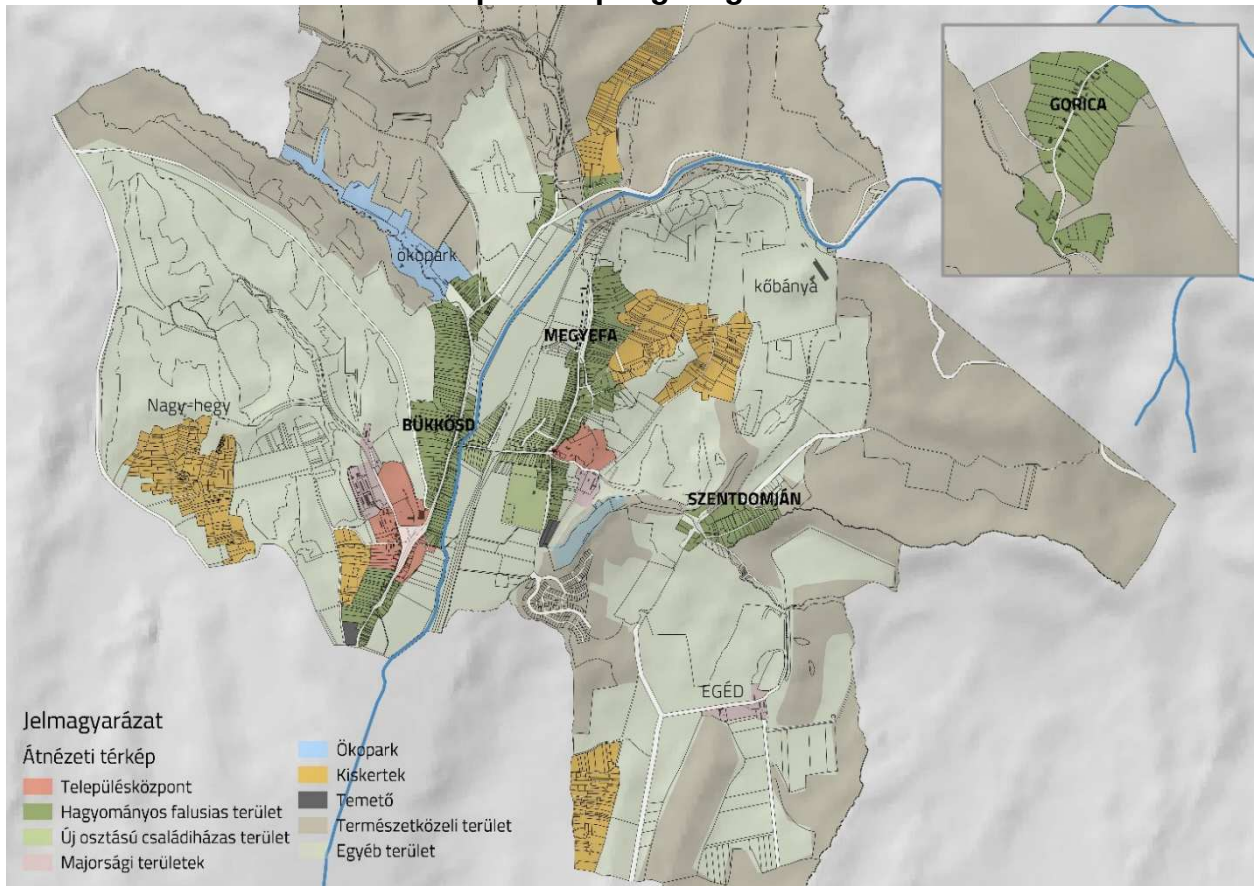 GORICA
ökopark
kőbánya
MEGYEFA
Nagy-hegy
BÜKKÖSD
SZENTDOMJÁN
EGÉD
Jelmagyarázat
Átnézeti térkép
Településközpont
Hagyományos falusias terület
Új osztású családiházas terület
Majorsági területek
Ökopark
Kiskertek
Temető
Természetközeli terület
Egyéb terület